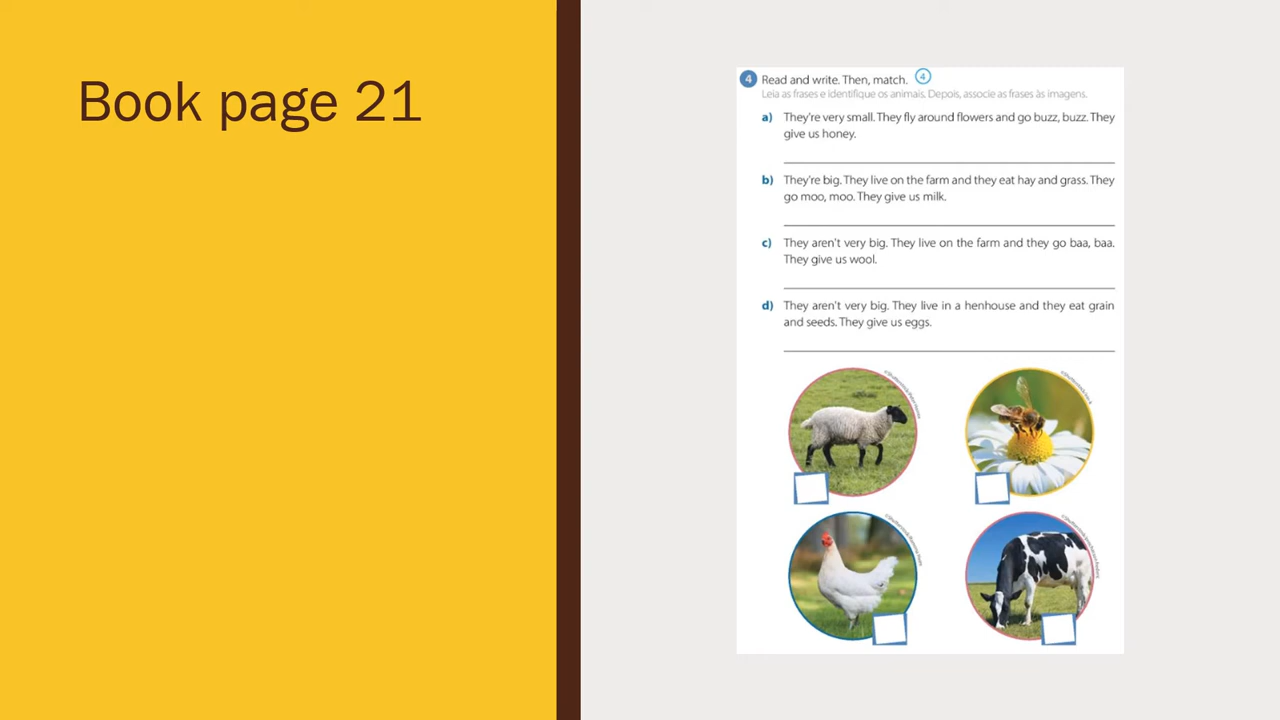 Book page 21
4 Read and write. Then, match. 4
Leia as frases e identifique os animais. Depois, associe as frases às imagens.
a) They're very small. They fly around flowers and go buzz, buzz. They
give us honey.
b) They're big. They live on the farm and they eat hay and grass. They
go moo, moo. They give us milk.
c) They aren't very big. They live on the farm and they go baa, baa.
They give us wool.
d) They aren't very big. They live in a henhouse and they eat grain
and seeds. They give us eggs.